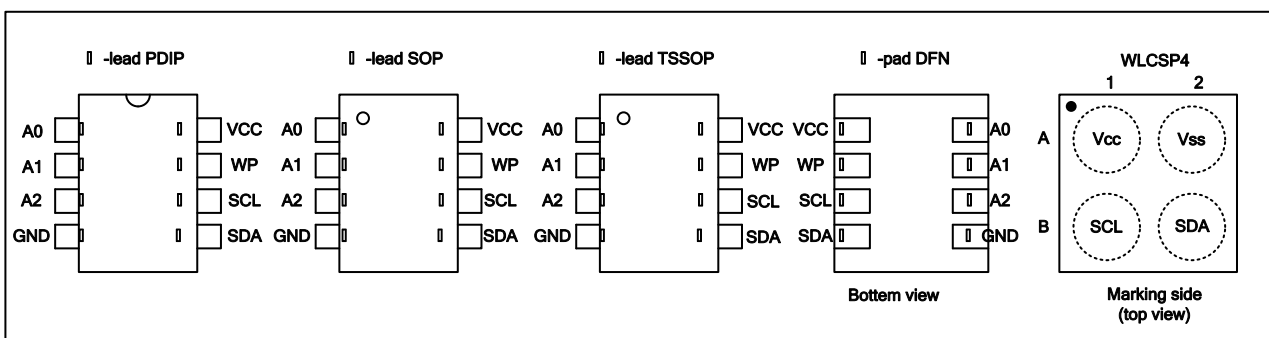 -lead PDIP
A0 VCC
A1 WP
A2 SCL
GND SDA
-lead SOP
A0 VCC
A1 WP
A2 SCL
GND SDA
-lead TSSOP
A0 VCC
A1 WP
A2 SCL
GND SDA
-pad DFN
VCC A0
WP A1
SCL A2
SDA GND
Bottem view
WLCSP4
1 2
A Vcc Vss
B SCL SDA
Marking side
(top view)